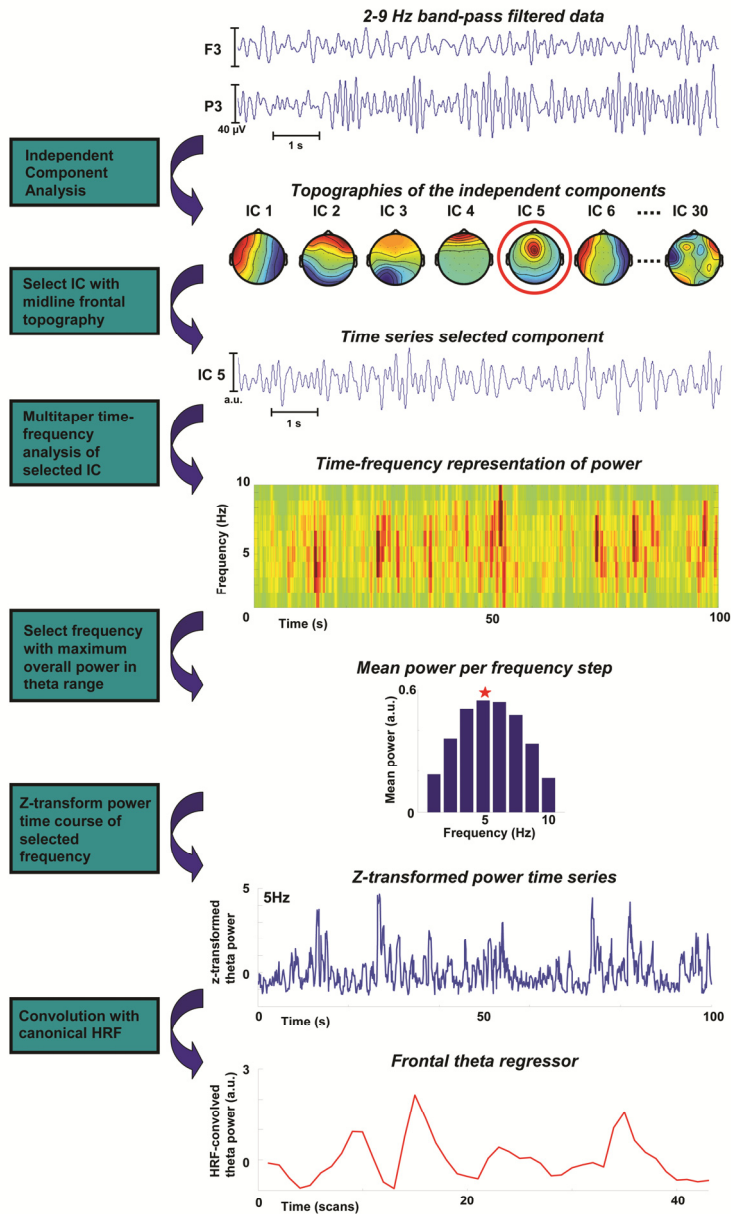 2-9 Hz band-pass filtered data
F3
P3
40 µV
1 s
Independent
Component
Analysis
Topographies of the independent components
IC 1 IC 2 IC 3 IC 4 IC 5 IC 6 ···· IC 30
····
Select IC with
midline frontal
topography
Time series selected component
IC 5
a.u.
1 s
Multitaper time-
frequency
analysis of
selected IC
Time-frequency representation of power
10
5
0
Frequency (Hz)
Time (s)
50
100
Select frequency
with maximum
overall power in
theta range
Mean power per frequency step
0.6
0
Mean power (a.u.)
5 10
Frequency (Hz)
Z-transform power
time course of
selected
frequency
Z-transformed power time series
5Hz
5
0
z-transformed
theta power
0 50 100
Time (s)
Convolution with
canonical HRF
Frontal theta regressor
3
0
HRF-convolved
theta power (a.u.)
0 20 40
Time (scans)